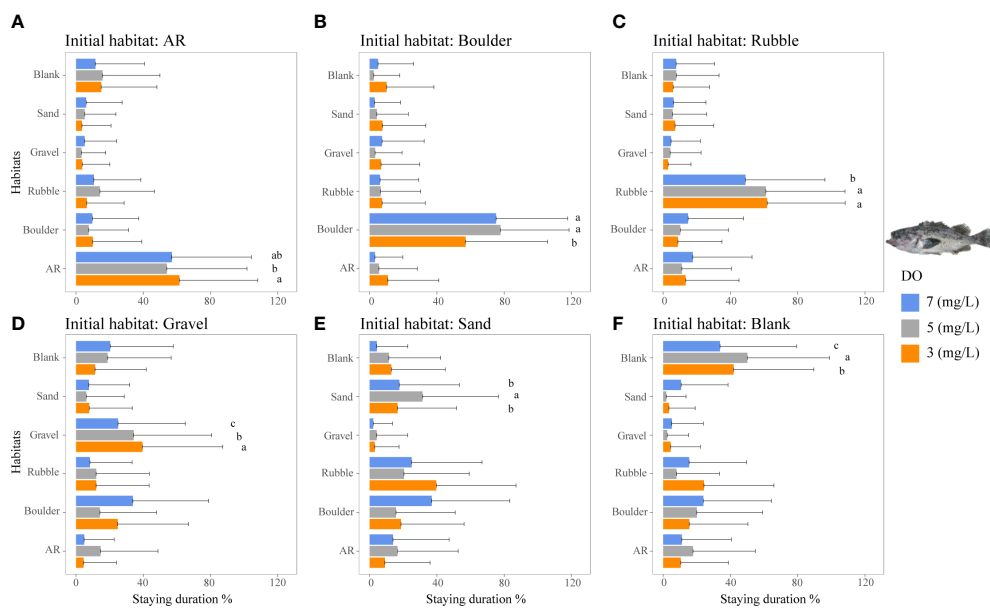 A
Initial habitat: AR
Blank
Sand
Gravel
Rubble
Boulder
AR
Habitats
ab
b
a
0
40
80
120
B
Initial habitat: Boulder
Blank
Sand
Gravel
Rubble
Boulder
AR
a
a
b
0
40
80
120
C
Initial habitat: Rubble
Blank
Sand
Gravel
Rubble
Boulder
AR
b
a
a
0
40
80
120
DO
7 (mg/L)
5 (mg/L)
3 (mg/L)
D
Initial habitat: Gravel
Blank
Sand
Gravel
Rubble
Boulder
AR
Habitats
c
b
a
0
40
80
120
Staying duration %
E
Initial habitat: Sand
Blank
Sand
Gravel
Rubble
Boulder
AR
b
a
b
0
40
80
120
Staying duration %
F
Initial habitat: Blank
Blank
Sand
Gravel
Rubble
Boulder
AR
c
a
b
0
40
80
120
Staying duration %